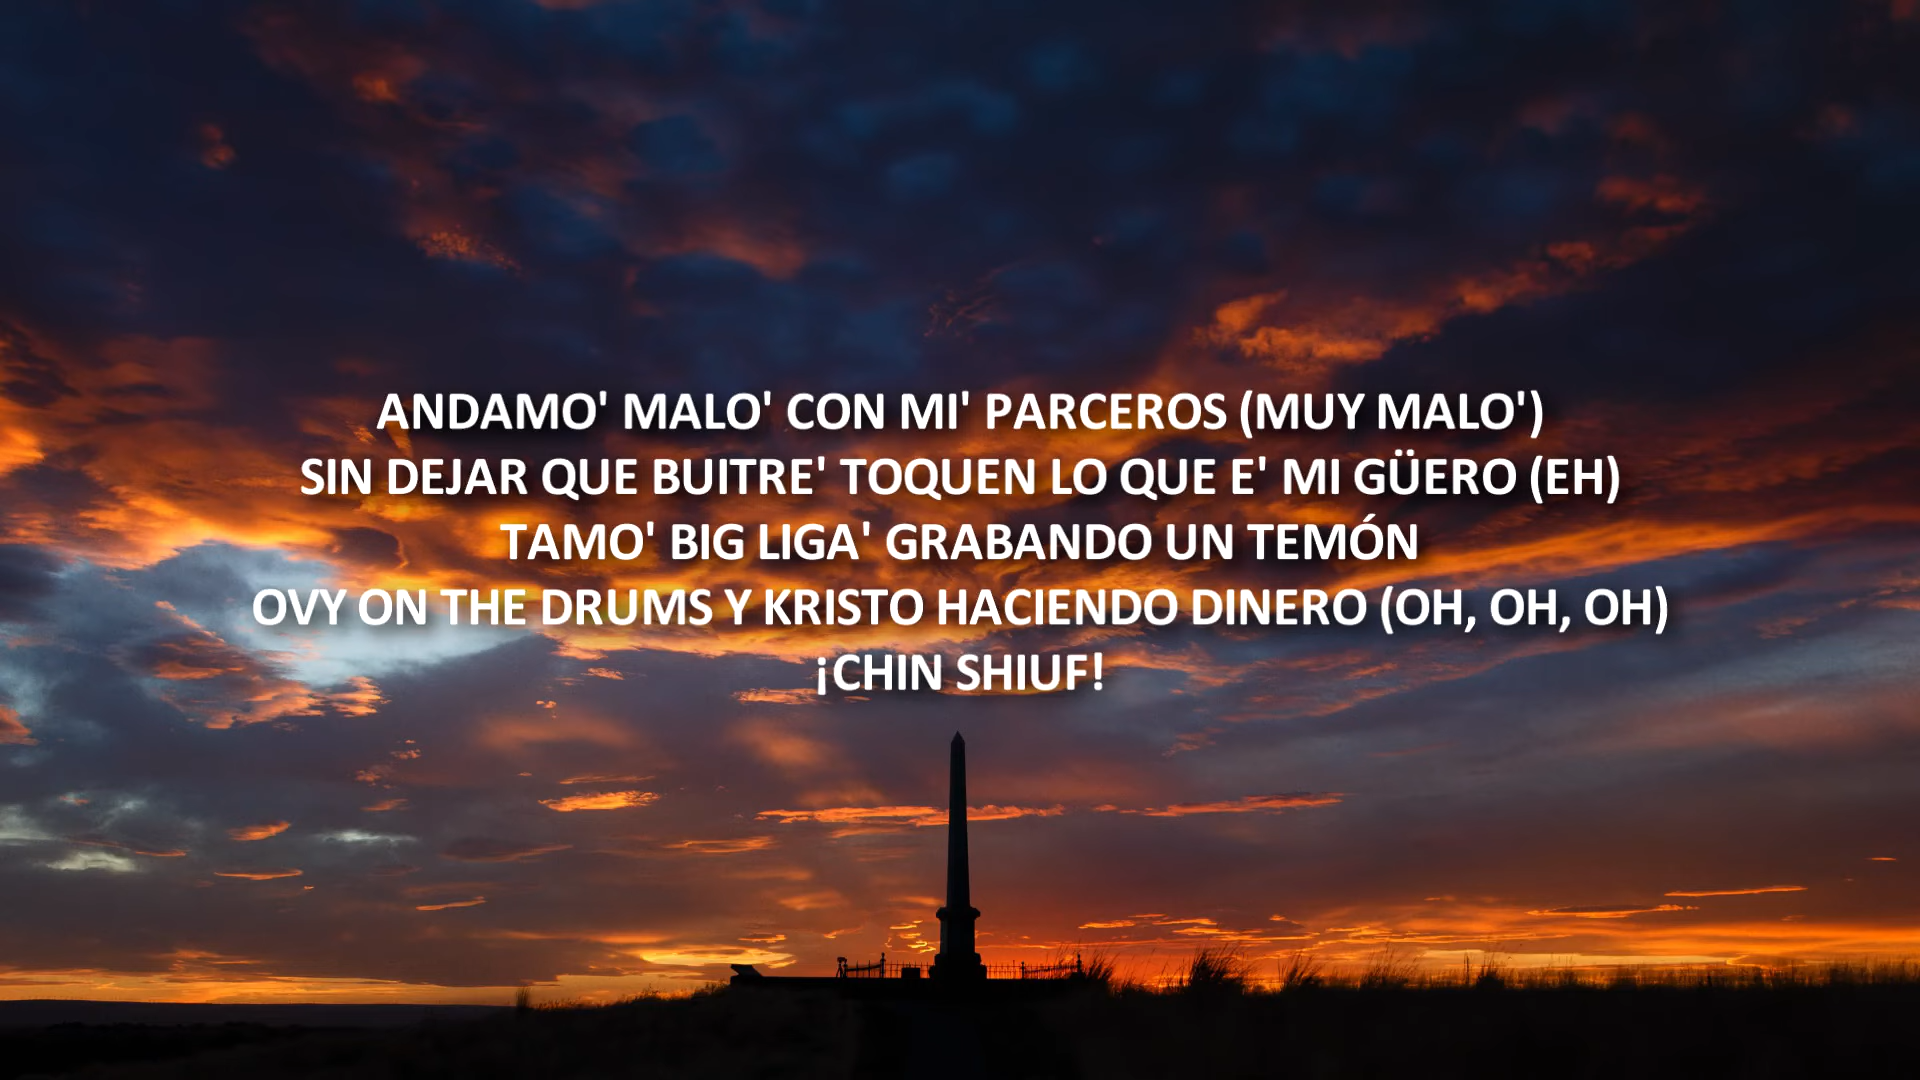 ANDAMO' MALO' CON MI' PARCEROS (MUY MALO')
SIN DEJAR QUE BUITRE' TOQUEN LO QUE E' MI GÜERO (EH)
TAMO' BIG LIGA' GRABANDO UN TEMÓN
OVY ON THE DRUMS Y KRISTO HACIENDO DINERO (OH, OH, OH)
¡CHIN SHIUF!